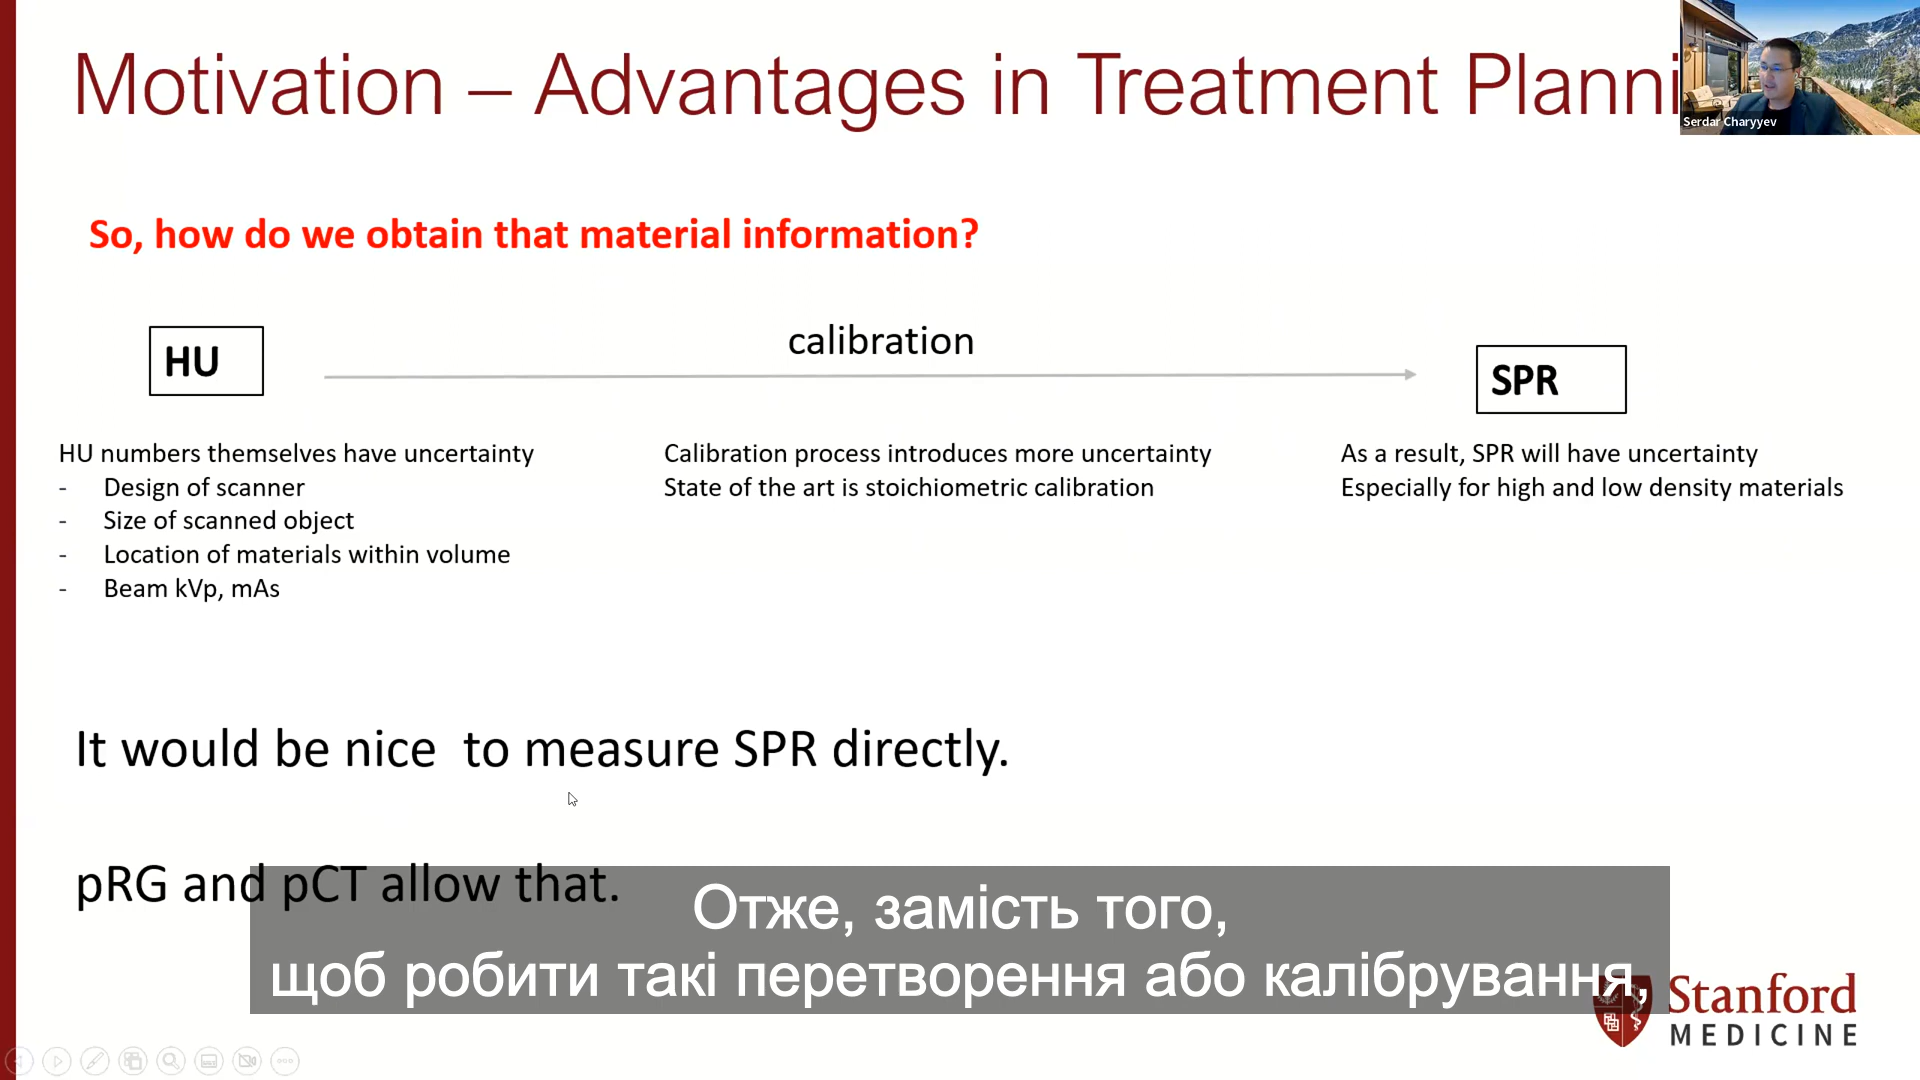 Motivation – Advantages in Treatment Planni
Serdar Charyyev
So, how do we obtain that material information?
HU
calibration
SPR
HU numbers themselves have uncertainty
- Design of scanner
- Size of scanned object
- Location of materials within volume
- Beam kVp, mAs
Calibration process introduces more uncertainty
State of the art is stoichiometric calibration
As a result, SPR will have uncertainty
Especially for high and low density materials
It would be nice  to measure SPR directly.
pRG and pCT allow that.
Отже, замість того,
щоб робити такі перетворення або калібрування,
Stanford
MEDICINE